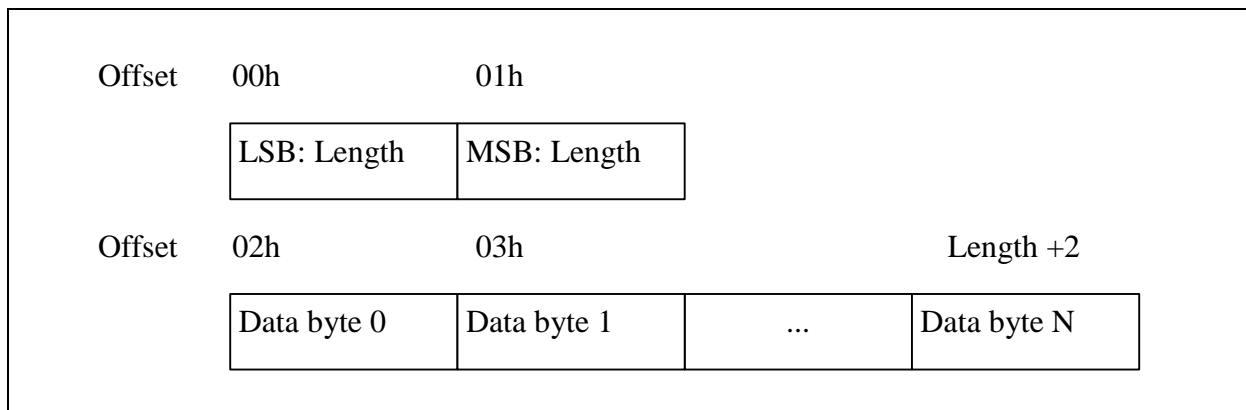 Offset 00h 01h
LSB: Length MSB: Length
Offset 02h 03h Length +2
Data byte 0 Data byte 1 ... Data byte N